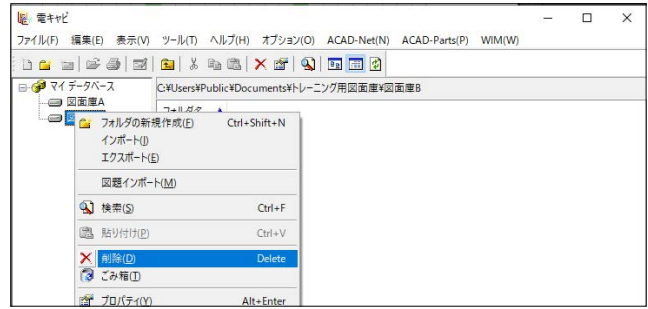 電キャビ
ファイル(F) 編集(E) 表示(V) ツール(T) ヘルプ(H) オプション(O) ACAD-Net(N) ACAD-Parts(P) WIM(W)
マイ データベース
C:¥Users¥Public¥Documents¥トレーニング用図面庫¥図面庫B
図面庫A
フォルダタ
フォルダの新規作成(F) Ctrl+Shift+N
インポート(I)
エクスポート(E)
図題インポート(M)
検索(S) Ctrl+F
貼り付け(P) Ctrl+V
削除(D) Delete
ごみ箱(T)
プロパティ(Y) Alt+Enter